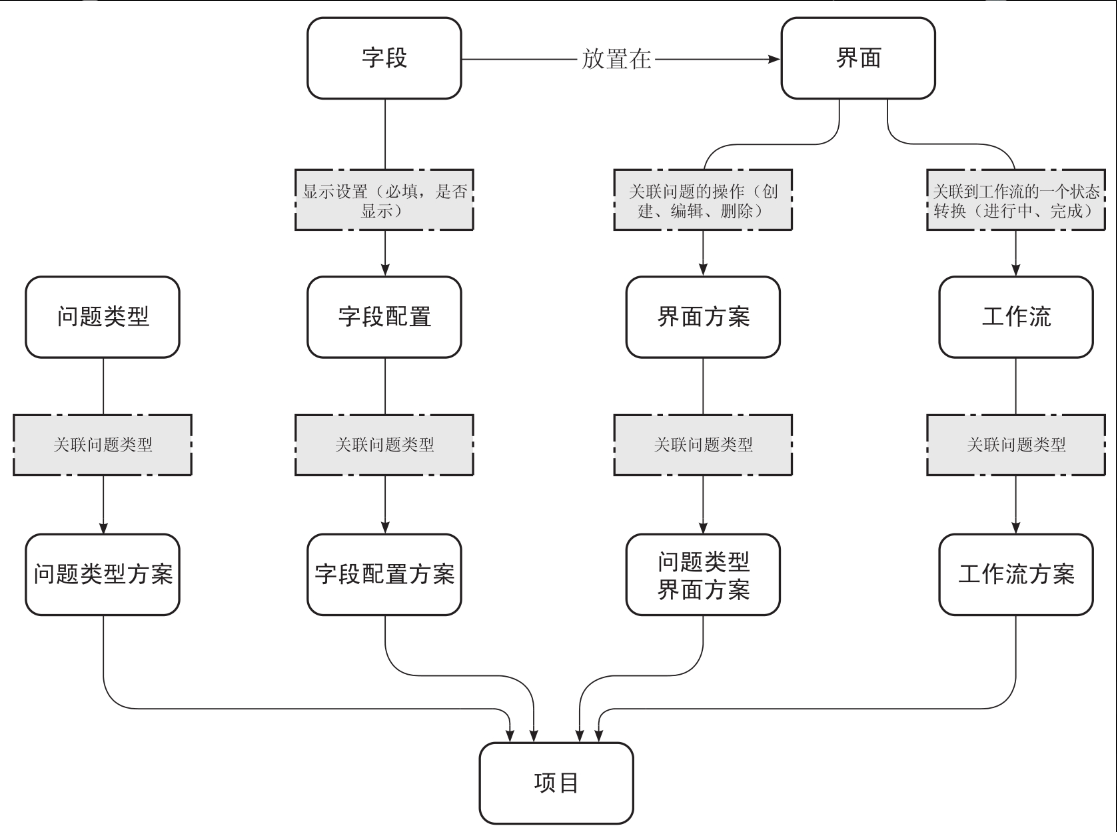 字段
放置在
界面
显示设置（必填，是否
显示）
关联问题的操作（创
建、编辑、删除）
关联到工作流的一个状态
转换（进行中、完成）
问题类型
字段配置
界面方案
工作流
关联问题类型
关联问题类型
关联问题类型
关联问题类型
问题类型方案
字段配置方案
问题类型
界面方案
工作流方案
项目